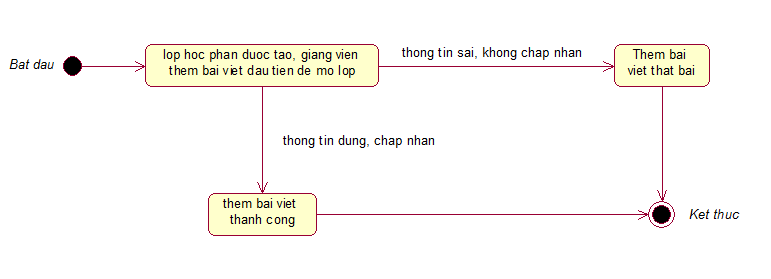 Bat dau
lop hoc phan duoc tao, giang vien
them bai viet dau tien de mo lop
thong tin sai, khong chap nhan
Them bai
viet that bai
thong tin dung, chap nhan
them bai viet
thanh cong
Ket thuc